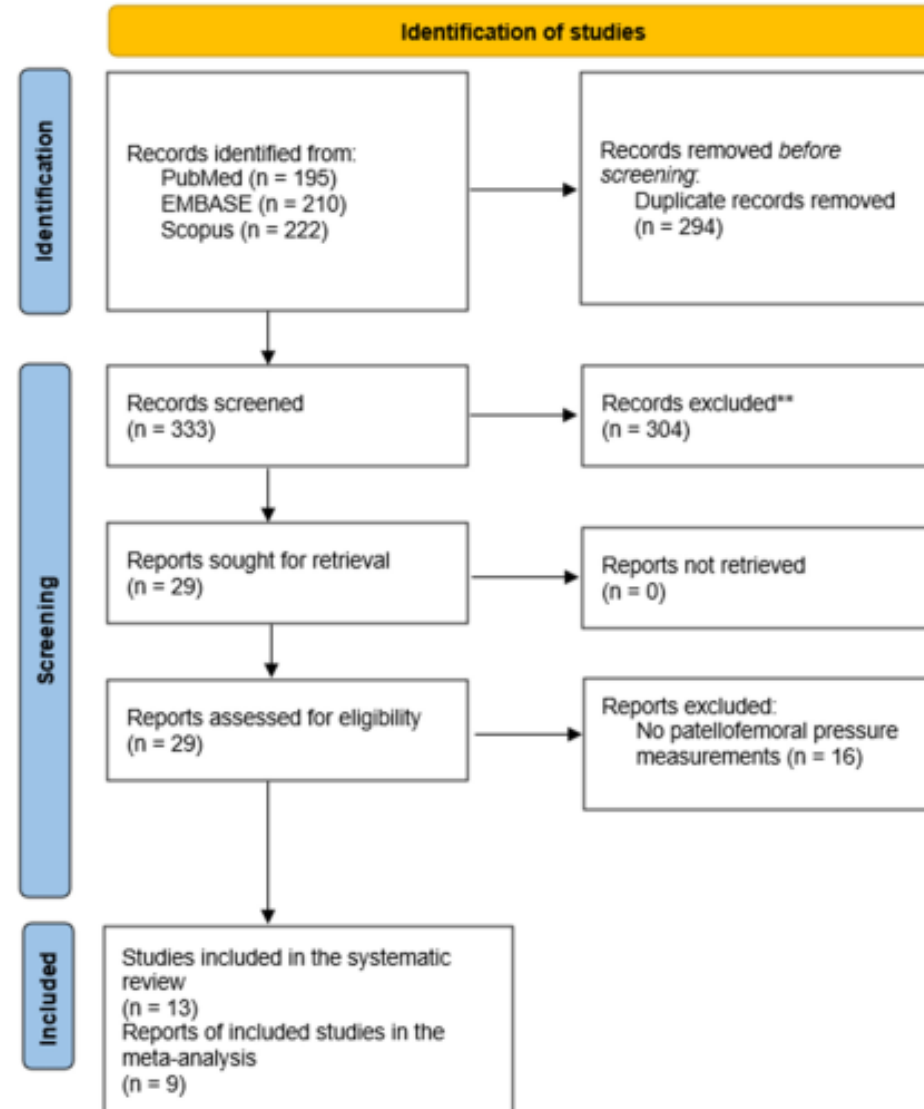 Identification of studies
Identification
Records identified from:
PubMed (n = 195)
EMBASE (n = 210)
Scopus (n = 222)
Records removed before
screening:
Duplicate records removed
(n = 294)
Screening
Records screened
(n = 333)
Records excluded**
(n = 304)
Reports sought for retrieval
(n = 29)
Reports not retrieved
(n = 0)
Reports assessed for eligibility
(n = 29)
Reports excluded:
No patellofemoral pressure
measurements (n = 16)
Included
Studies included in the systematic
review
(n = 13)
Reports of included studies in the
meta-analysis
(n = 9)